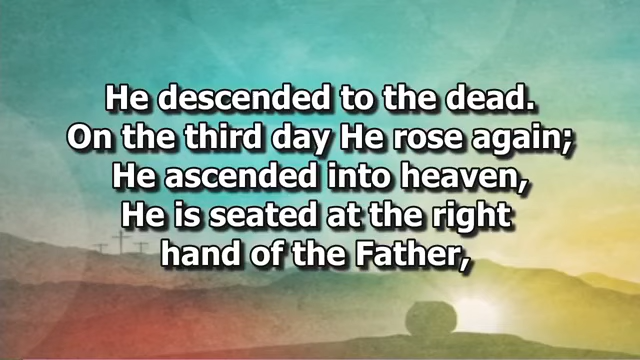 He descended to the dead.
On the third day He rose again;
He ascended into heaven,
He is seated at the right
hand of the Father,